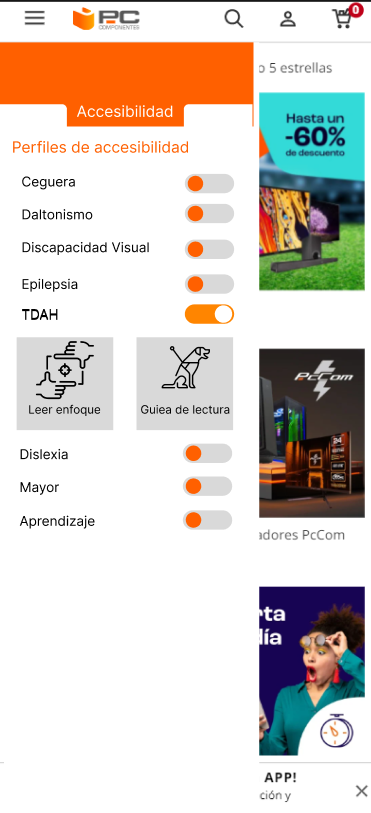 PC
COMPONENTES
0
o 5 estrellas
Accesibilidad
Perfiles de accesibilidad
Ceguera
Daltonismo
Discapacidad Visual
Epilepsia
TDAH
Leer enfoque
Guiea de lectura
Dislexia
Mayor
Aprendizaje
Hasta un
-60%
de descuento
PcCom
24
adores PcCom
rta
día
APP!
ción y